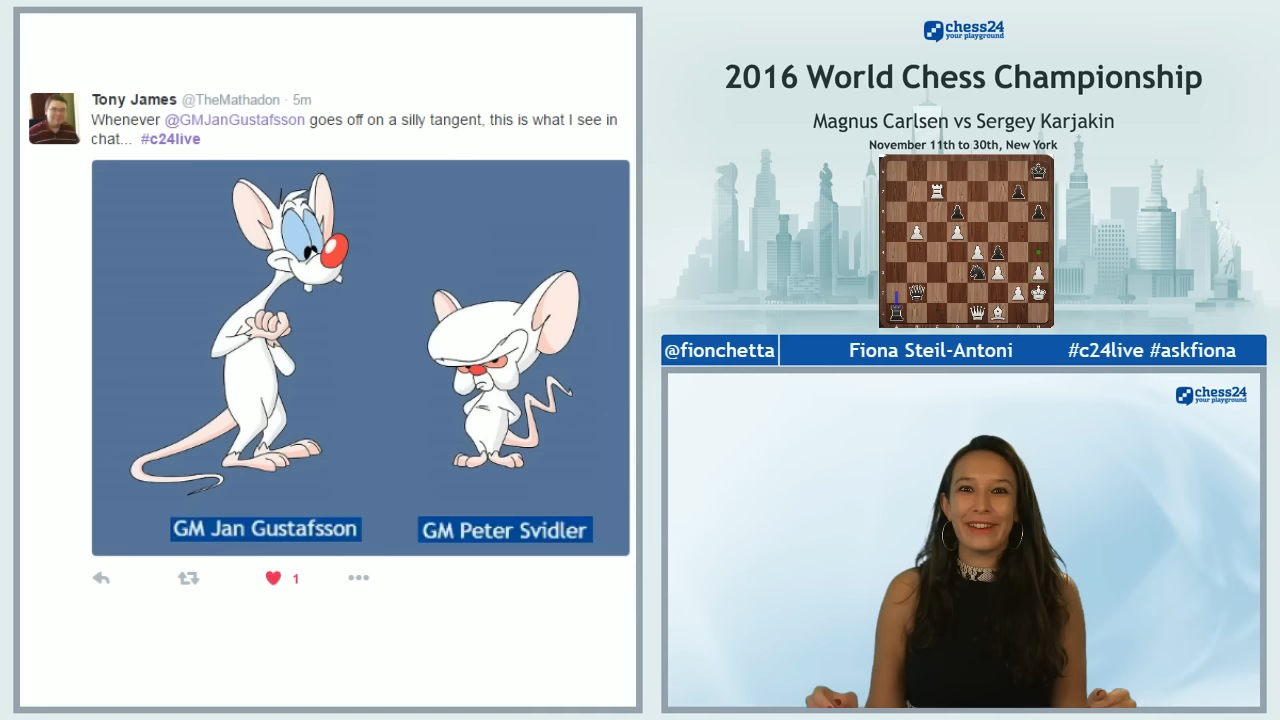 Tony James @TheMathadon · 5m
Whenever @GMJanGustafsson goes off on a silly tangent, this is what I see in
chat... #c24live
GM Jan Gustafsson
GM Peter Svidler
1
chess24
your playground
2016 World Chess Championship
Magnus Carlsen vs Sergey Karjakin
November 11th to 30th, New York
@fionchetta
Fiona Steil-Antoni
#c24live #askfiona
chess24
your playground